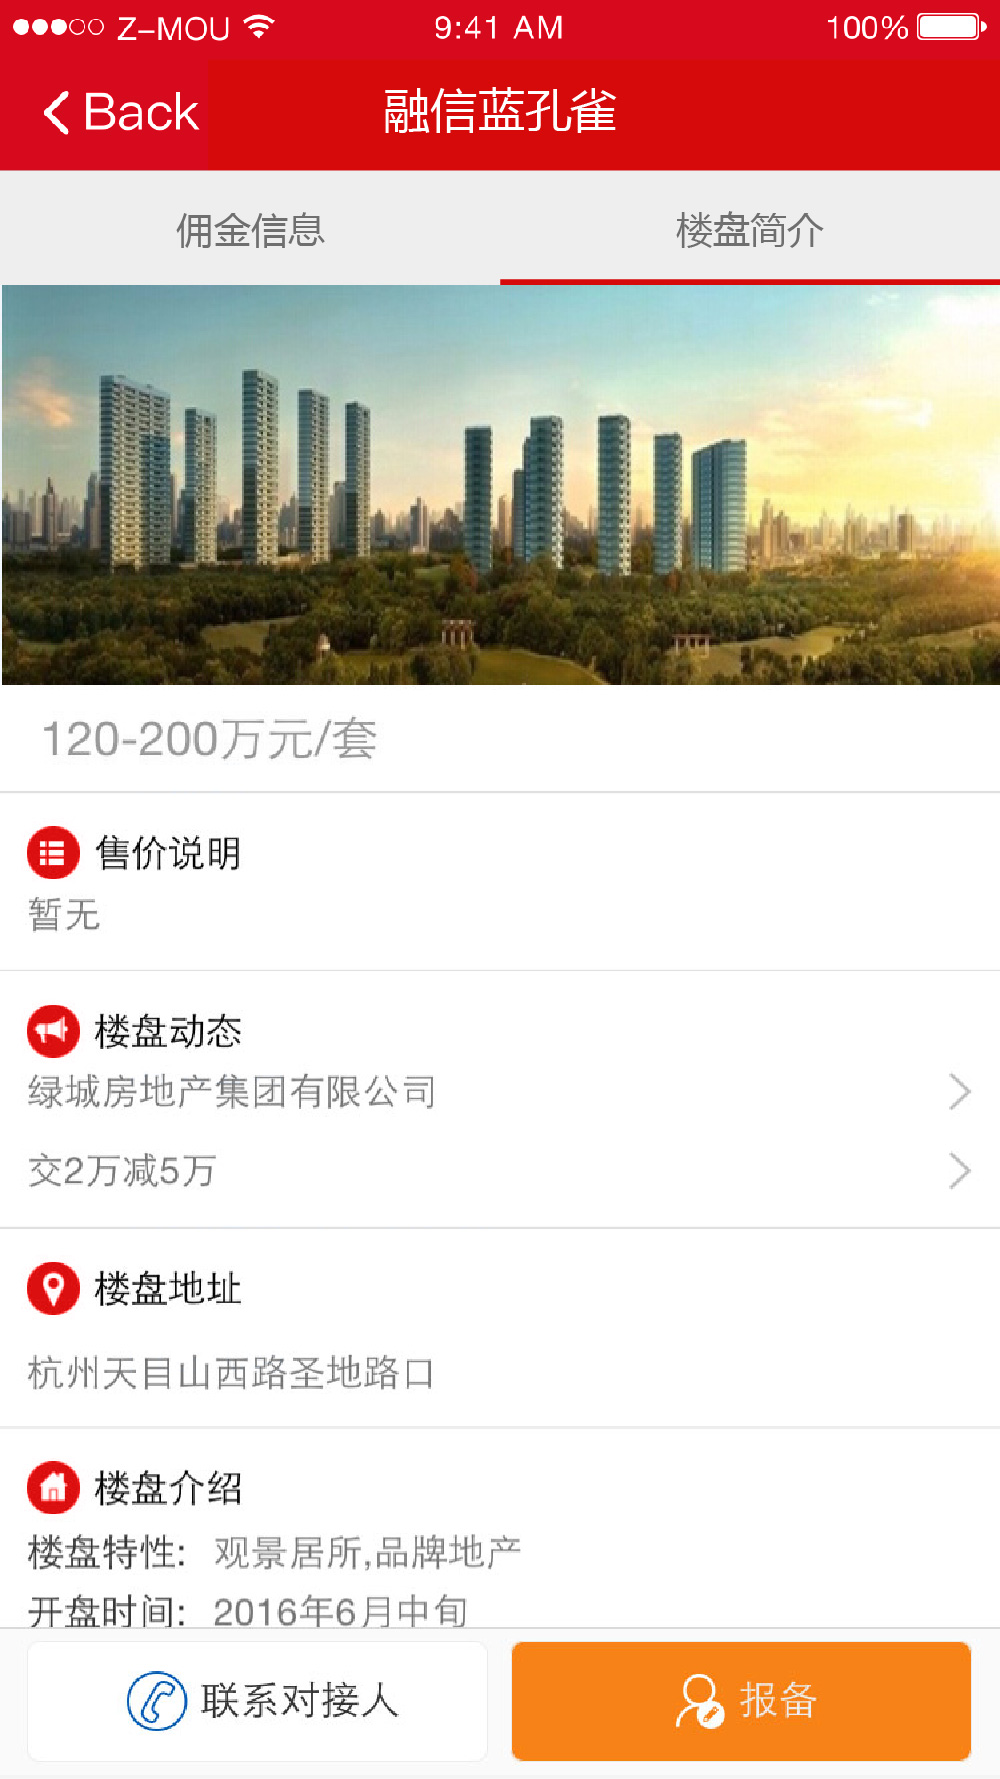 Z-MOU 9:41 AM 100%
Back 融信蓝孔雀
佣金信息 楼盘简介
120-200万元/套
售价说明
暂无
楼盘动态
绿城房地产集团有限公司
交2万减5万
楼盘地址
杭州天目山西路圣地路口
楼盘介绍
楼盘特性: 观景居所,品牌地产
开盘时间: 2016年6月中旬
联系对接人 报备